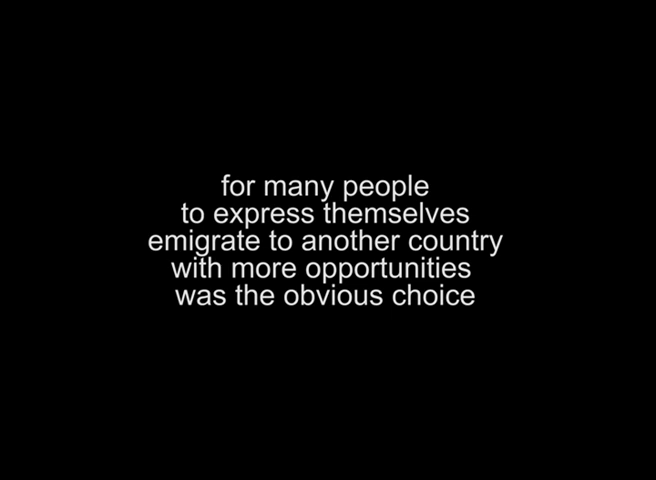 for many people
to express themselves
emigrate to another country
with more opportunities
was the obvious choice